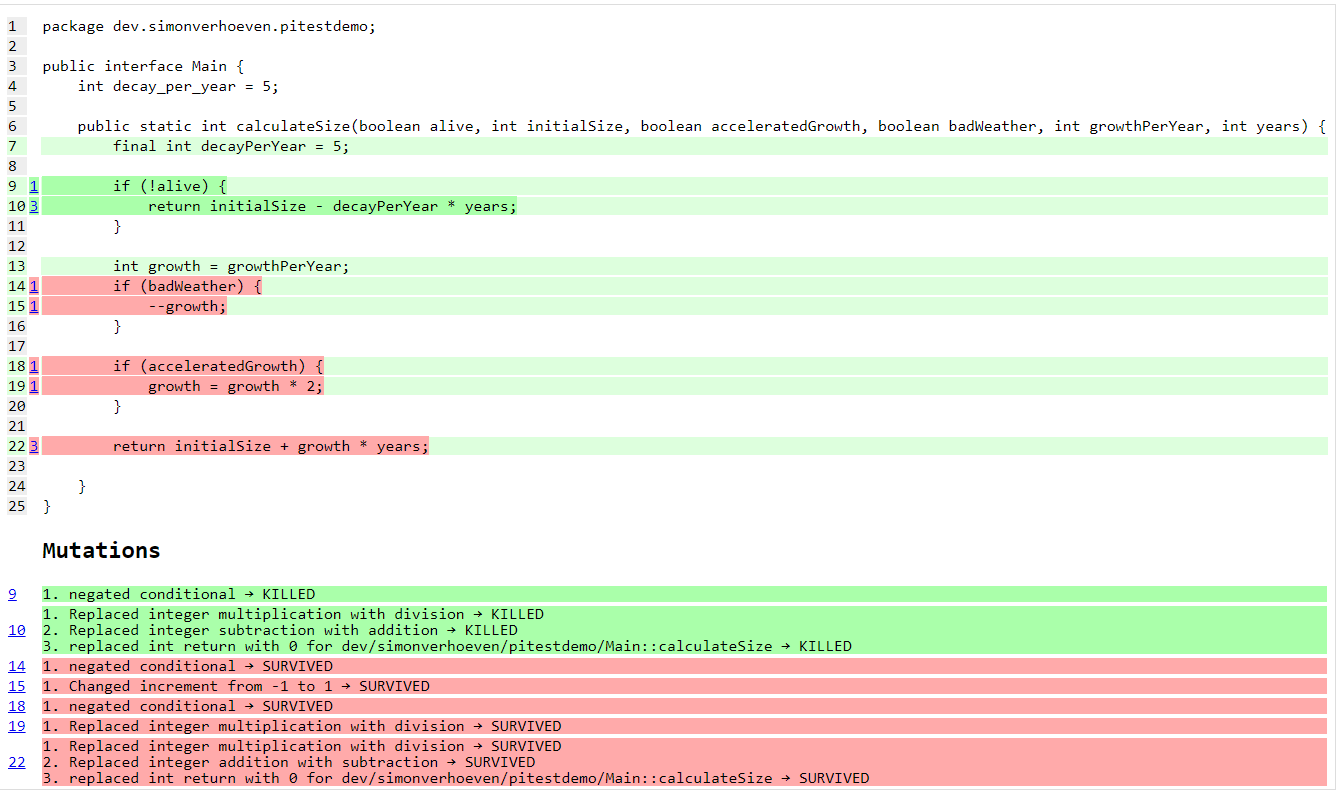 1 package dev.simonverhoeven.pitestdemo;
2
3 public interface Main {
4 int decay_per_year = 5;
5
6 public static int calculateSize(boolean alive, int initialSize, boolean acceleratedGrowth, boolean badWeather, int growthPerYear, int years) {
7 final int decayPerYear = 5;
8
9 1 if (!alive) {
10 3 return initialSize - decayPerYear * years;
11 }
12
13 int growth = growthPerYear;
14 1 if (badWeather) {
15 1 --growth;
16 }
17
18 1 if (acceleratedGrowth) {
19 1 growth = growth * 2;
20 }
21
22 3 return initialSize + growth * years;
23
24 }
25 }
Mutations
9 1. negated conditional → KILLED
1. Replaced integer multiplication with division → KILLED
10 2. Replaced integer subtraction with addition → KILLED
3. replaced int return with 0 for dev/simonverhoeven/pitestdemo/Main::calculateSize → KILLED
14 1. negated conditional → SURVIVED
15 1. Changed increment from -1 to 1 → SURVIVED
18 1. negated conditional → SURVIVED
19 1. Replaced integer multiplication with division → SURVIVED
1. Replaced integer multiplication with division → SURVIVED
22 2. Replaced integer addition with subtraction → SURVIVED
3. replaced int return with 0 for dev/simonverhoeven/pitestdemo/Main::calculateSize → SURVIVED